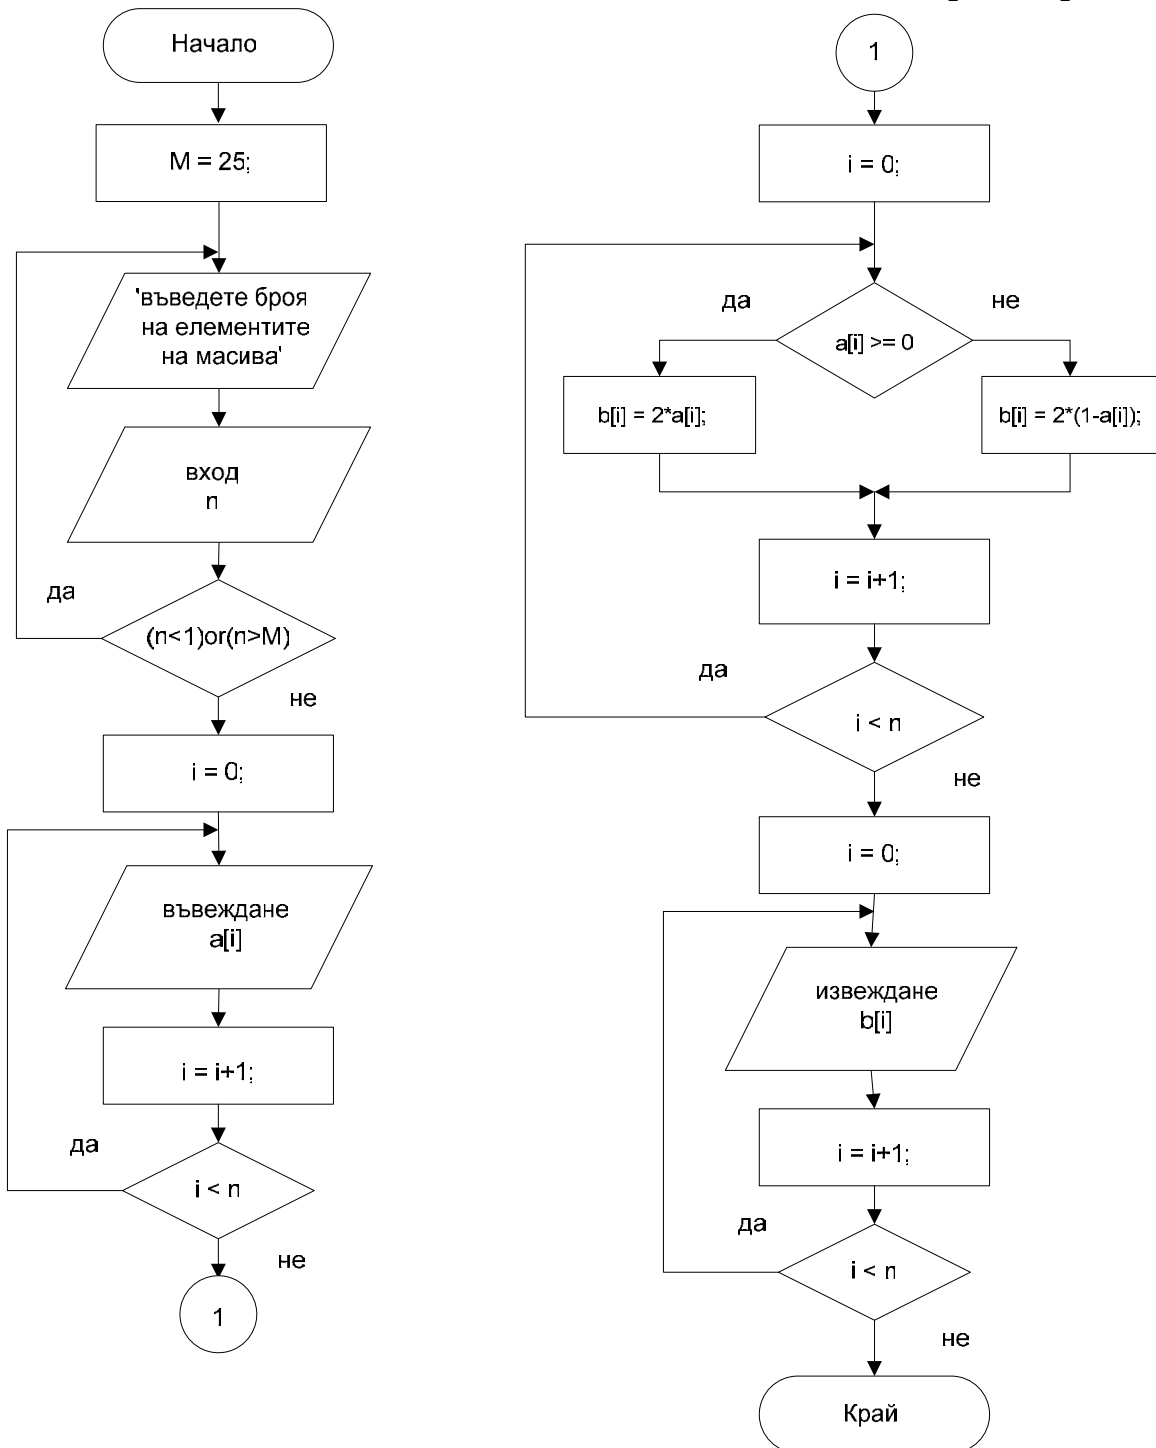 Начало
M = 25;
'въведете броя
на елементите
на масива'
вход
n
да
(n<1)or(n>M)
не
i = 0;
въвеждане
a[i]
i = i+1;
да
i < n
не
1
1
i = 0;
да
не
a[i] >= 0
b[i] = 2*a[i];
b[i] = 2*(1-a[i]);
i = i+1;
да
i < n
не
i = 0;
извеждане
b[i]
i = i+1;
да
i < n
не
Край